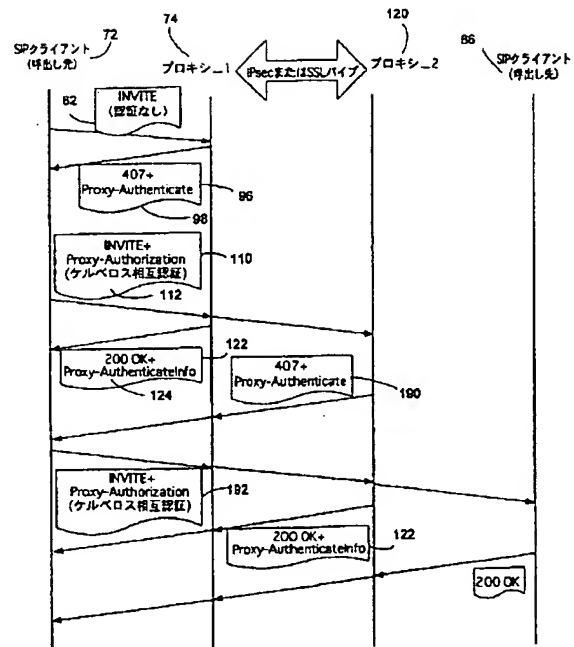 SIPクライアント
(呼出し先)
72
74
プロキシ_1
IPsecまたはSSLパイプ
120
プロキシ_2
86
SIPクライアント
(呼出し先)
82
INVITE
(認証なし)
407+
Proxy-Authenticate
96
98
INVITE+
Proxy-Authorization
(ケルベロス相互認証)
110
112
200 OK+
Proxy-AuthenticateInfo
122
124
407+
Proxy-Authenticate
190
INVITE+
Proxy-Authorization
(ケルベロス相互認証)
192
200 OK+
Proxy-AuthenticateInfo
122
200 OK